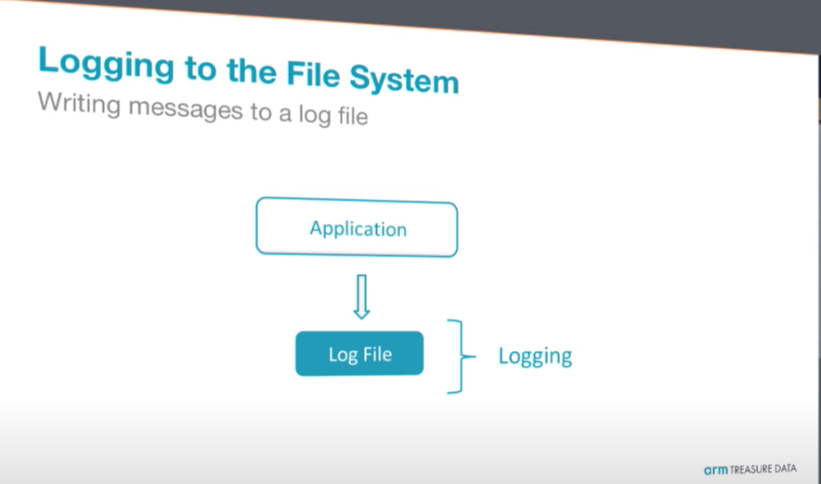 Logging to the File System
Writing messages to a log file
Application
Log File
Logging
arm TREASURE DATA